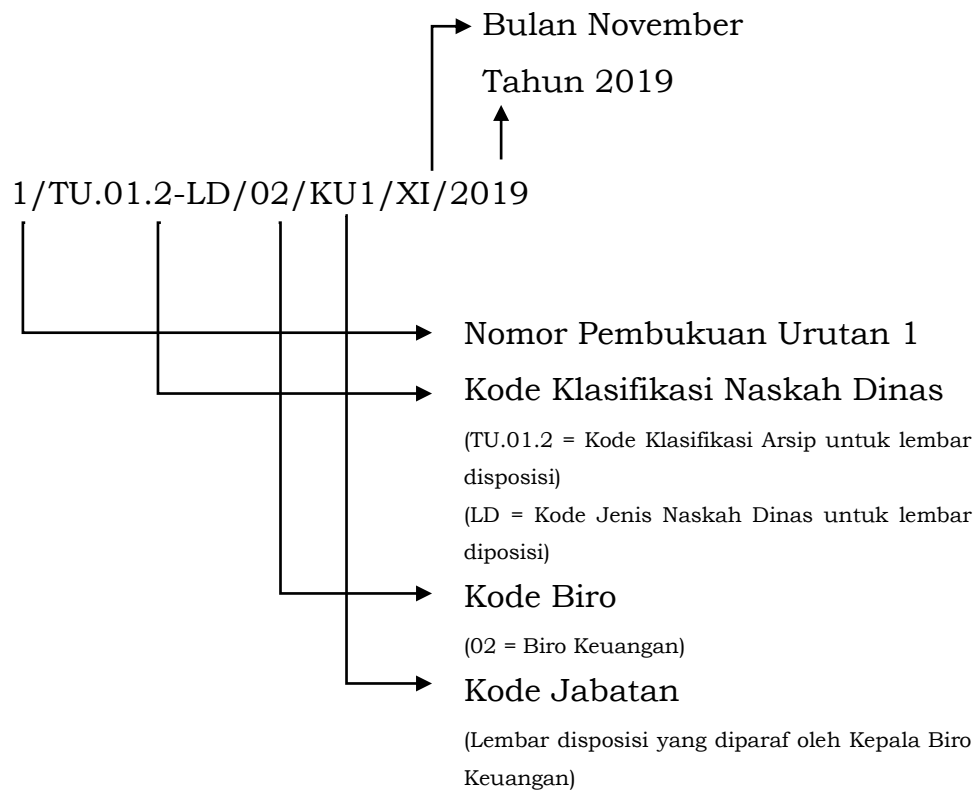 Bulan November
Tahun 2019
1/TU.01.2-LD/02/KU1/XI/2019
Nomor Pembukuan Urutan 1
Kode Klasifikasi Naskah Dinas
(TU.01.2 = Kode Klasifikasi Arsip untuk lembar
disposisi)
(LD = Kode Jenis Naskah Dinas untuk lembar
diposisi)
Kode Biro
(02 = Biro Keuangan)
Kode Jabatan
(Lembar disposisi yang diparaf oleh Kepala Biro
Keuangan)